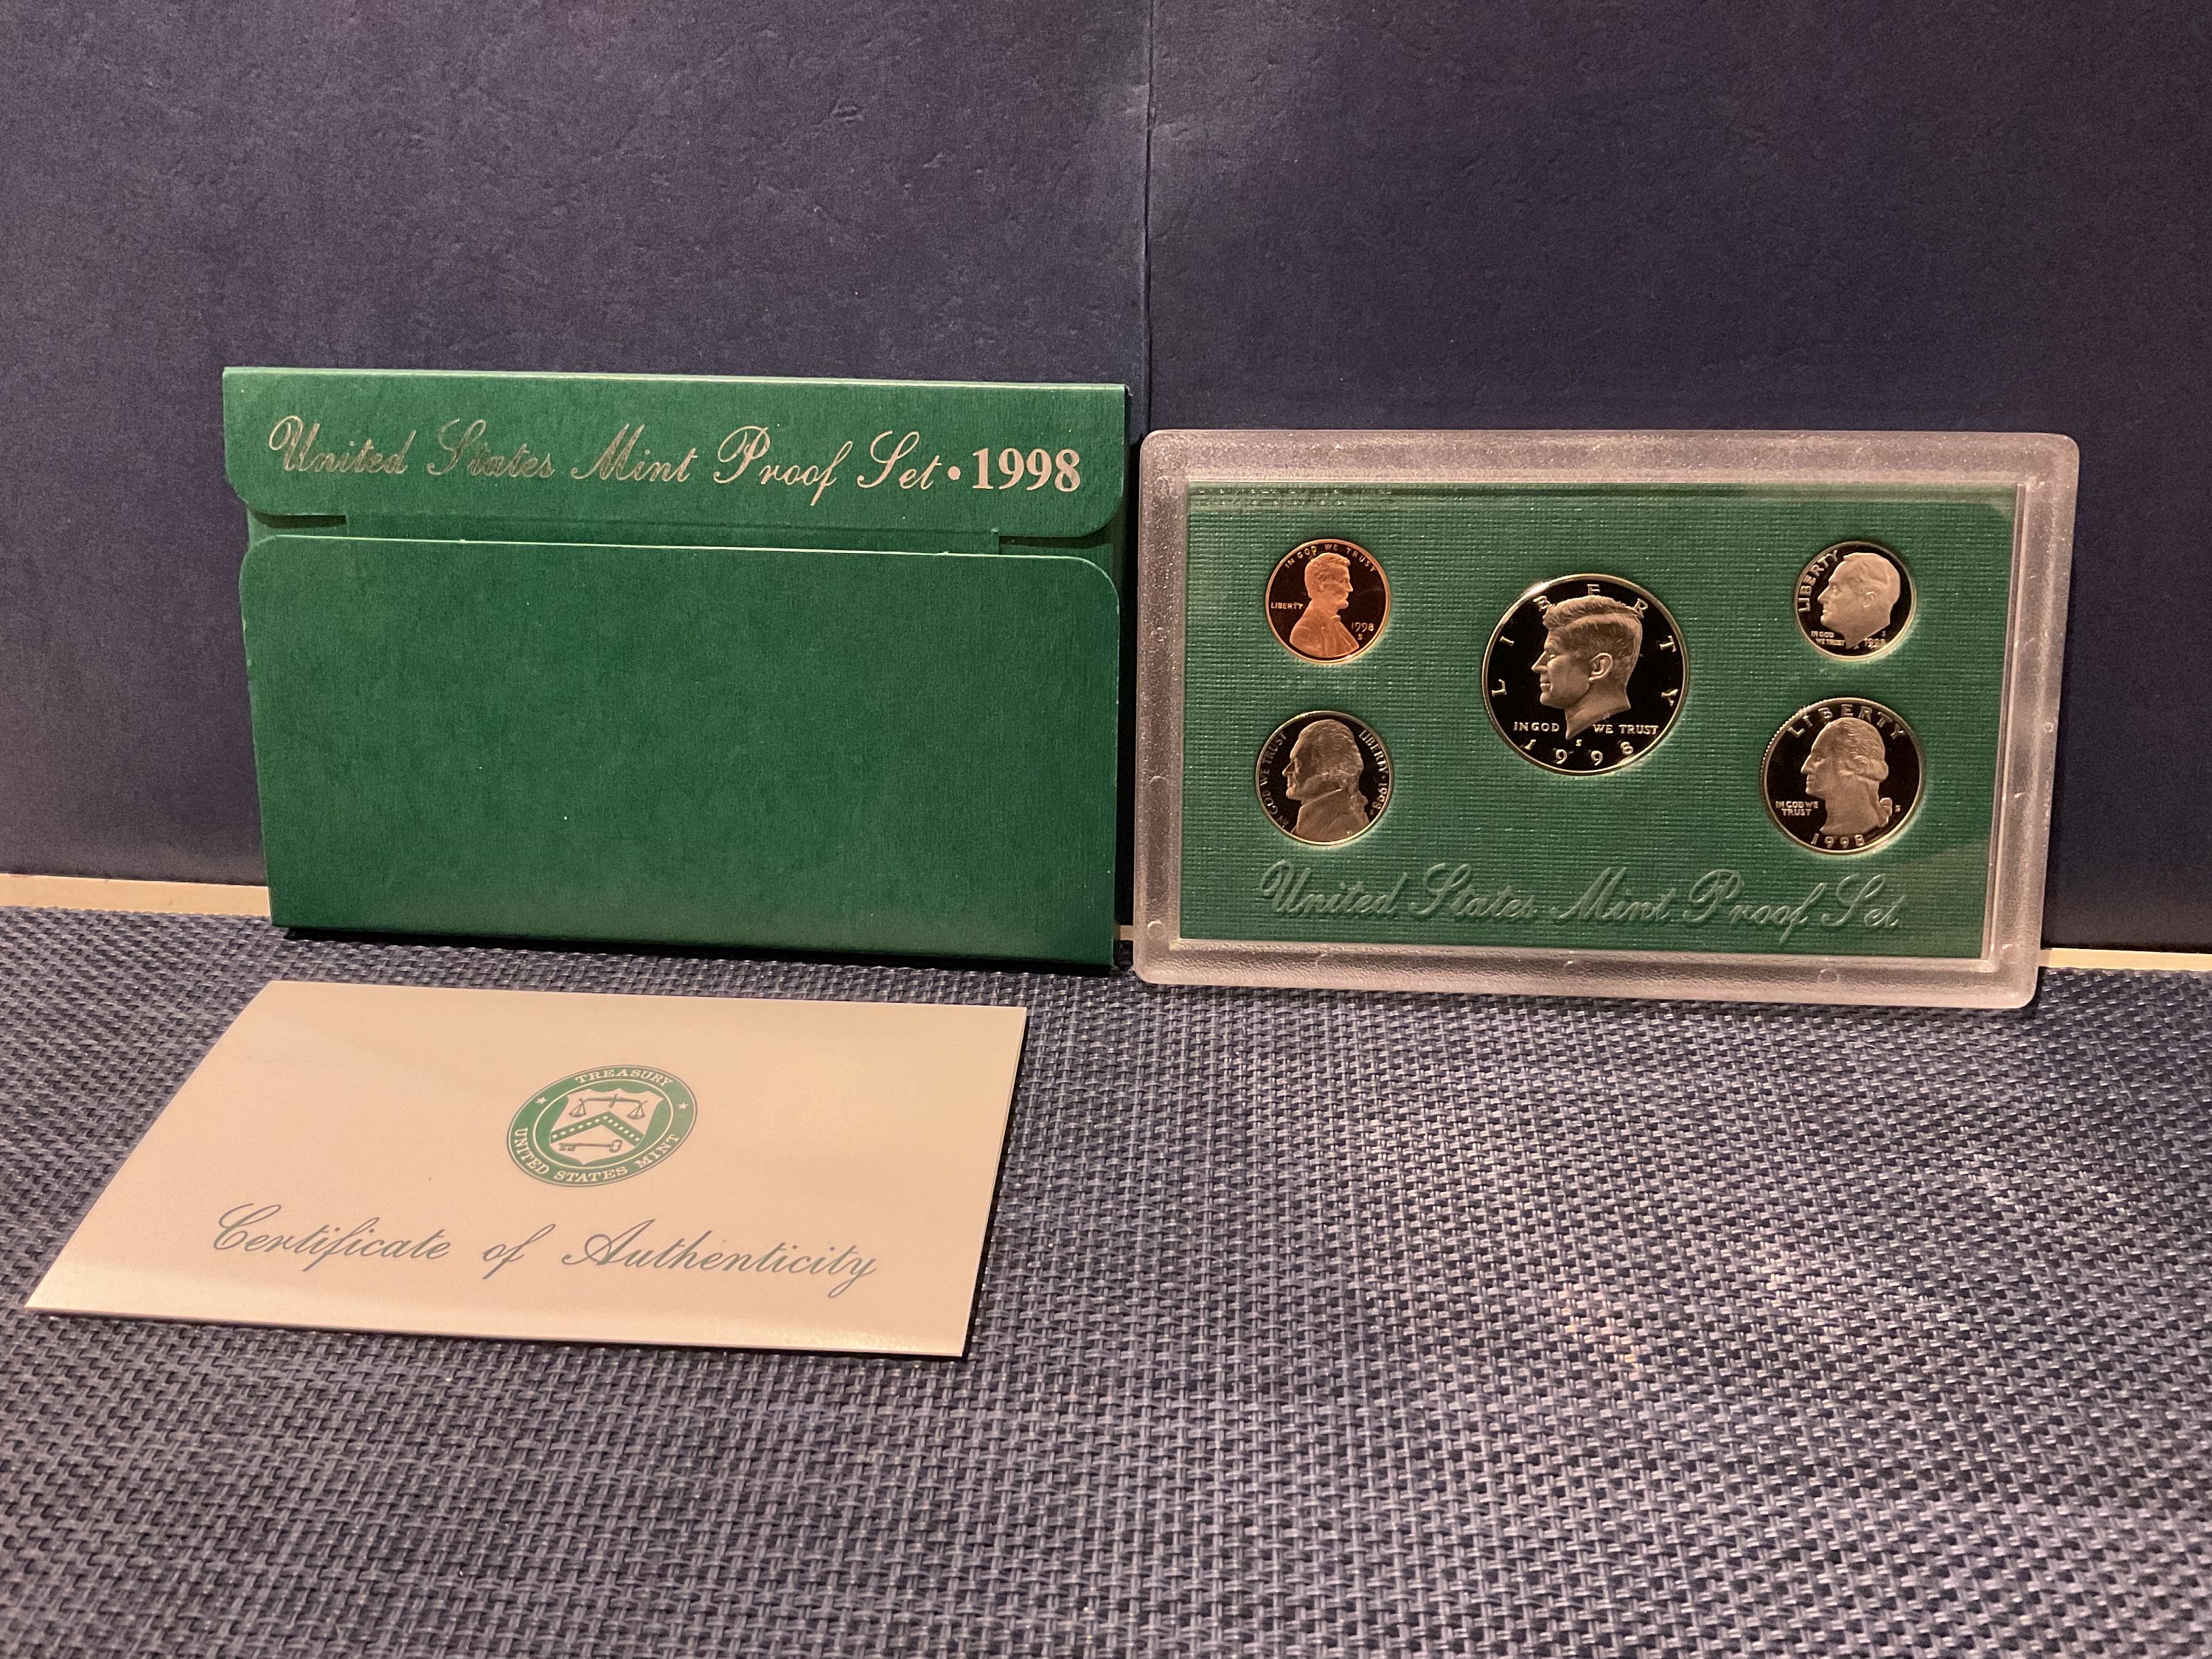 United States Mint Proof Set • 1998
IN GOD WE TRUST
LIBERTY
1998
S
LIBERTY
IN GOD WE TRUST
S
1998
LIBERTY
IN GOD
WE TRUST
S
1998
IN GOD WE TRUST
LIBERTY 1998
LIBERTY
IN GOD WE
TRUST
S
1998
United States Mint Proof Set
TREASURY
UNITED STATES MINT
Certificate of Authenticity